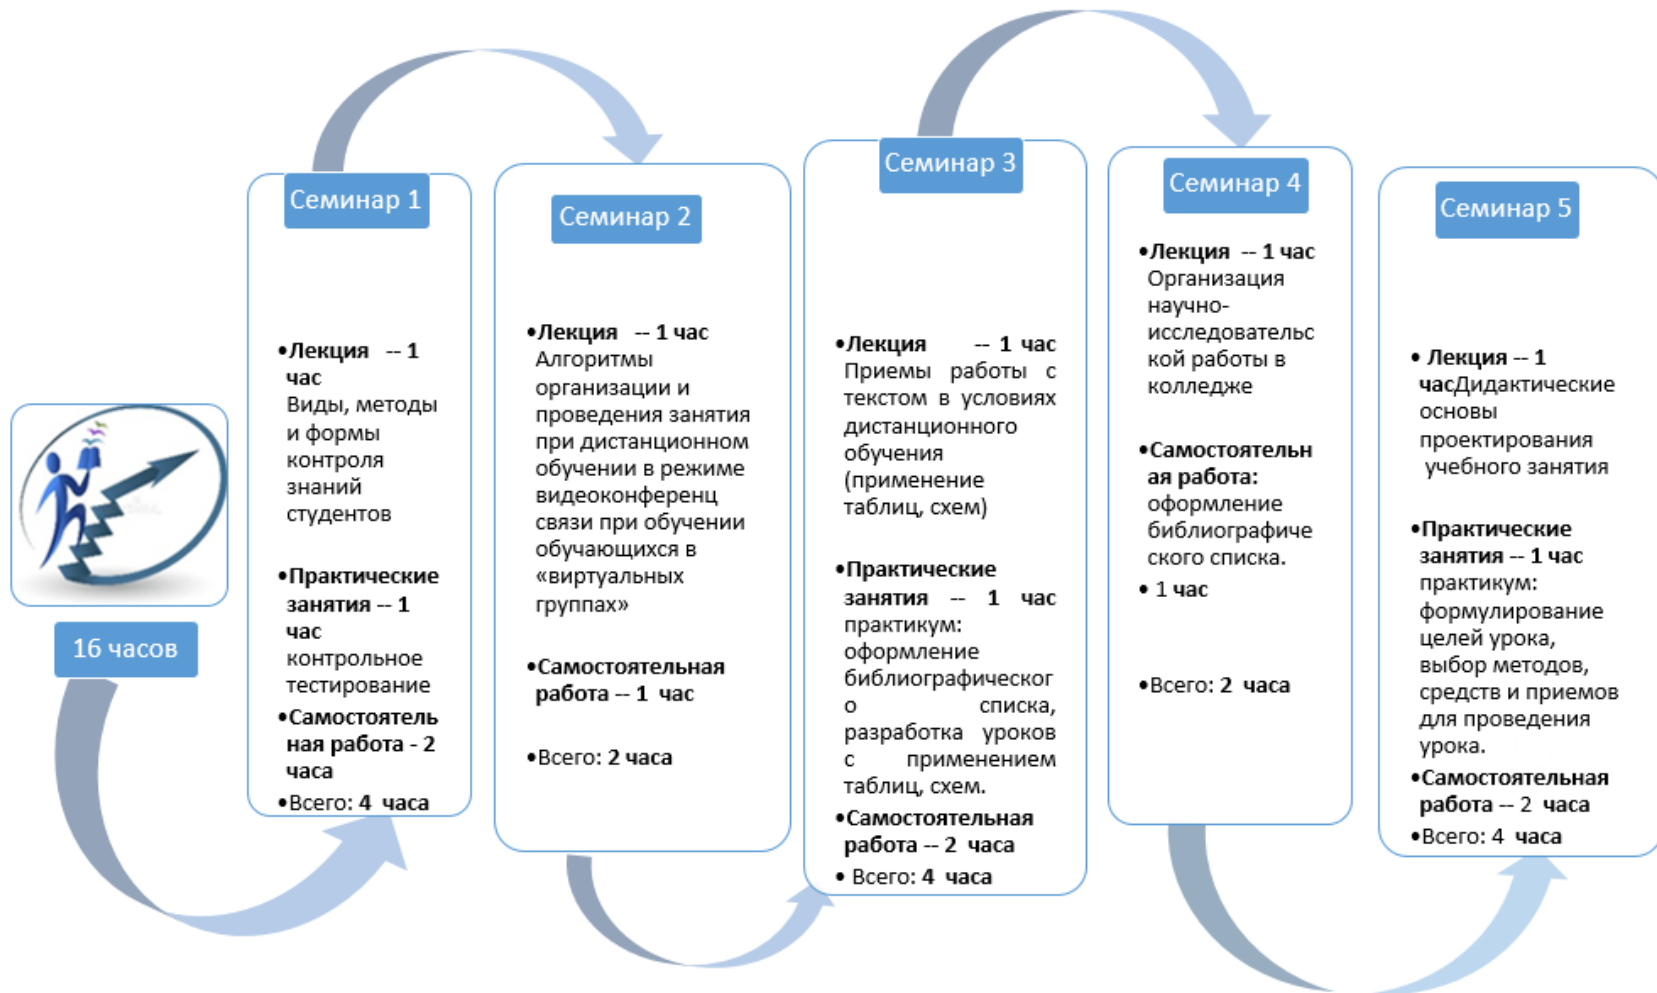 16 часов
Семинар 1
•Лекция -- 1
час
Виды, методы
и формы
контроля
знаний
студентов
•Практические
занятия -- 1
час
контрольное
тестирование
•Самостоятель
ная работа - 2
часа
•Всего: 4 часа
Семинар 2
•Лекция -- 1 час
Алгоритмы
организации и
проведения занятия
при дистанционном
обучении в режиме
видеоконференц
связи при обучении
обучающихся в
«виртуальных
группах»
•Самостоятельная
работа -- 1 час
•Всего: 2 часа
Семинар 3
•Лекция -- 1 час
Приемы работы с
текстом в условиях
дистанционного
обучения
(применение
таблиц, схем)
•Практические
занятия -- 1 час
практикум:
оформление
библиографическог
о списка,
разработка уроков
с применением
таблиц, схем.
•Самостоятельная
работа -- 2 часа
• Всего: 4 часа
Семинар 4
•Лекция -- 1 час
Организация
научно-
исследовательс
кой работы в
колледже
•Самостоятельн
ая работа:
оформление
библиографиче
ского списка.
• 1 час
•Всего: 2 часа
Семинар 5
• Лекция -- 1
часДидактические
основы
проектирования
учебного занятия
•Практические
занятия -- 1 час
практикум:
формулирование
целей урока,
выбор методов,
средств и приемов
для проведения
урока.
•Самостоятельная
работа -- 2 часа
•Всего: 4 часа